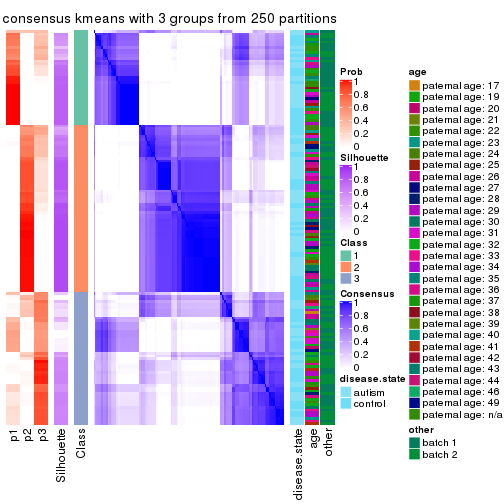 consensus kmeans with 3 groups from 250 partitions
Prob
1
0.8
0.6
0.4
0.2
0
Silhouette
1
0.8
0.6
0.4
0.2
0
Class
1
2
3
Consensus
1
0.8
0.6
0.4
0.2
0
disease.state
autism
control
age
paternal age: 17
paternal age: 19
paternal age: 20
paternal age: 21
paternal age: 22
paternal age: 23
paternal age: 24
paternal age: 25
paternal age: 26
paternal age: 27
paternal age: 28
paternal age: 29
paternal age: 30
paternal age: 31
paternal age: 32
paternal age: 33
paternal age: 34
paternal age: 35
paternal age: 36
paternal age: 37
paternal age: 38
paternal age: 39
paternal age: 40
paternal age: 41
paternal age: 42
paternal age: 43
paternal age: 44
paternal age: 46
paternal age: 49
paternal age: n/a
other
batch 1
batch 2
p1
p2
p3
Silhouette
Class
disease.state
age
other